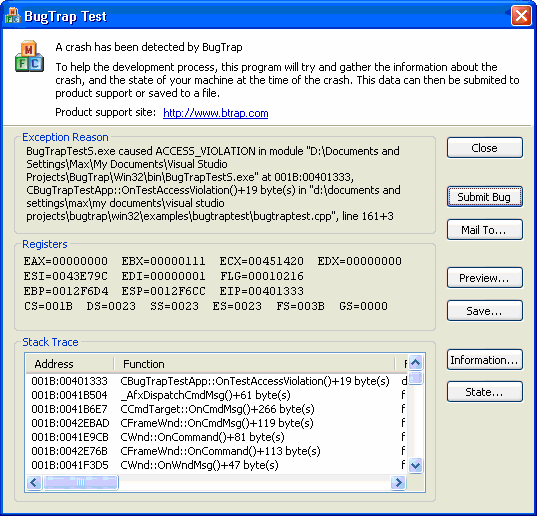 BugTrap Test
M
F C
A crash has been detected by BugTrap
To help the development process, this program will try and gather the information about the
crash, and the state of your machine at the time of the crash. This data can then be submited to
product support or saved to a file.
Product support site: http://www.btrap.com
Exception Reason
BugTrapTestS.exe caused ACCESS_VIOLATION in module "D:\Documents and
Settings\Max\My Documents\Visual Studio
Projects\BugTrap\Win32\bin\BugTrapTestS.exe" at 001B:00401333,
CBugTrapTestApp::OnTestAccessViolation()+19 byte(s) in "d:\documents and
settings\max\my documents\visual studio
projects\bugtrap\win32\examples\bugtraptest\bugtraptest.cpp", line 161+3
Close
Submit Bug
Mail To...
Registers
EAX=00000000 EBX=00000111 ECX=00451420 EDX=00000000
ESI=0043E79C EDI=00000001 FLG=00010216
EBP=0012F6D4 ESP=0012F6CC EIP=00401333
CS=001B DS=0023 SS=0023 ES=0023 FS=003B GS=0000
Preview...
Save...
Stack Trace
Address Function F
001B:00401333 CBugTrapTestApp::OnTestAccessViolation()+19 byte(s) d
001B:0041B504 _AfxDispatchCmdMsg()+61 byte(s) f
001B:0041B6E7 CCmdTarget::OnCmdMsg()+266 byte(s) f
001B:0042EBAD CFrameWnd::OnCmdMsg()+119 byte(s) f
001B:0041E9CB CWnd::OnCommand()+81 byte(s) f
001B:0042E76B CFrameWnd::OnCommand()+113 byte(s) f
001B:0041F3D5 CWnd::OnWndMsg()+47 byte(s) f
Information...
State...